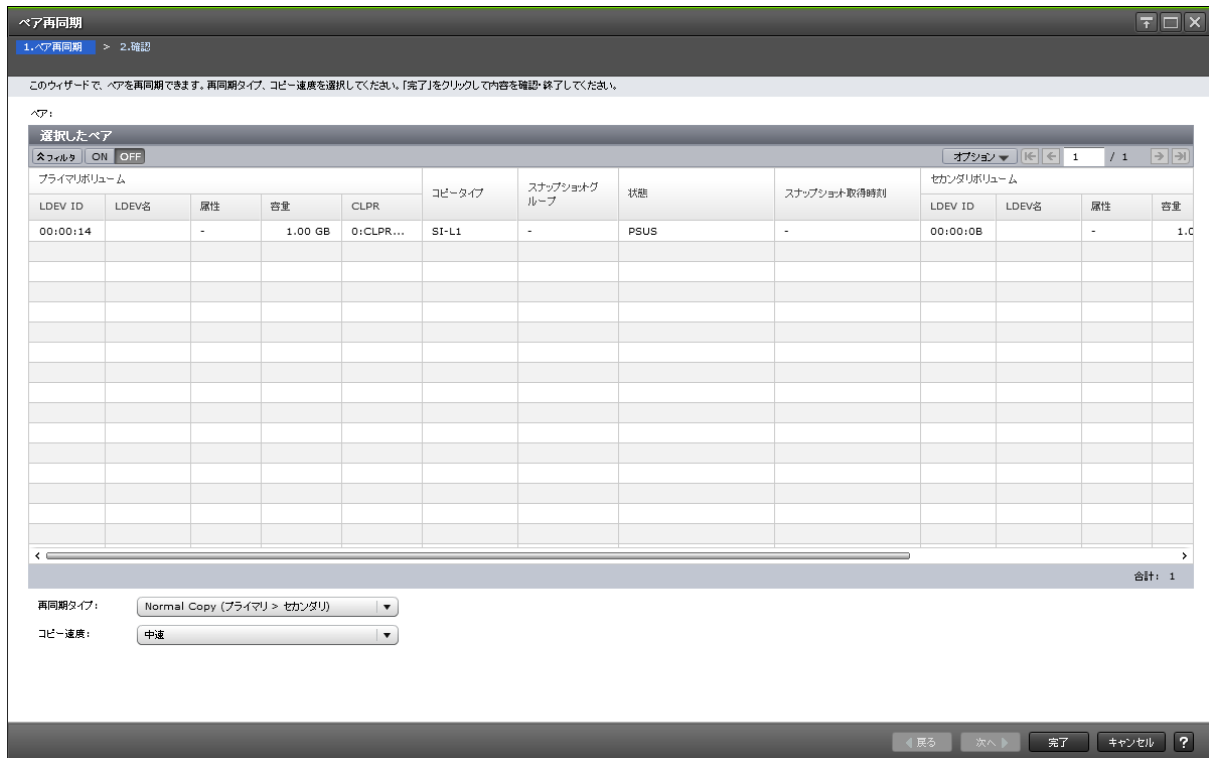 ペア再同期
1.ペア再同期 > 2.確認
このウィザードで、ペアを再同期できます。再同期タイプ、コピー速度を選択してください。「完了」をクリックして内容を確認・終了してください。
ペア:
選択したペア
フィルタ ON OFF オプション 1 / 1
プライマリボリューム コピータイプ スナップショットグループ 状態 スナップショット取得時刻 セカンダリボリューム
LDEV ID LDEV名 属性 容量 CLPR LDEV ID LDEV名 属性 容量
00:00:14 - 1.00 GB 0:CLPR... SI-L1 - PSUS - 00:00:0B - 1.0
合計: 1
再同期タイプ: Normal Copy (プライマリ > セカンダリ)
コピー速度: 中速
戻る 次へ 完了 キャンセル ?